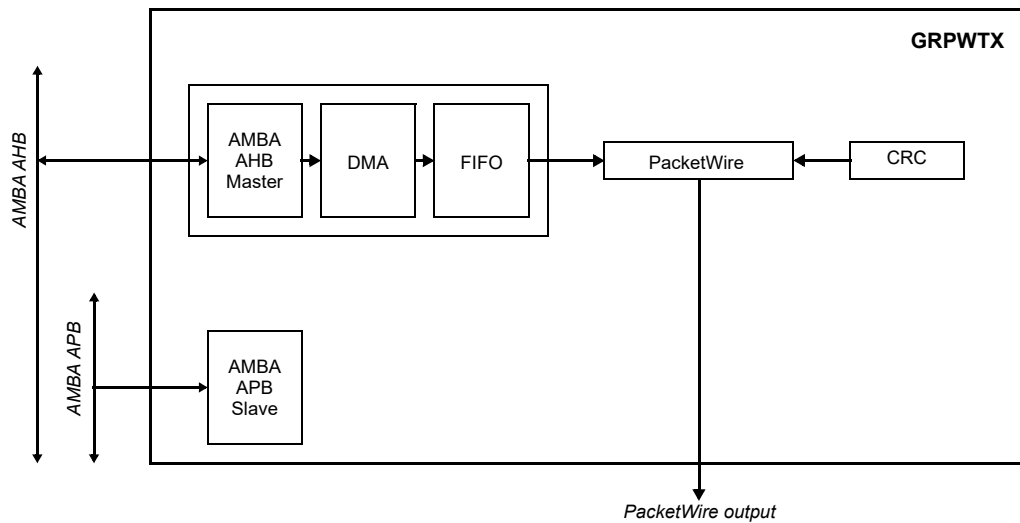 GRPWTX
AMBA AHB
AMBA
AHB
Master
DMA
FIFO
PacketWire
CRC
AMBA APB
AMBA
APB
Slave
PacketWire output